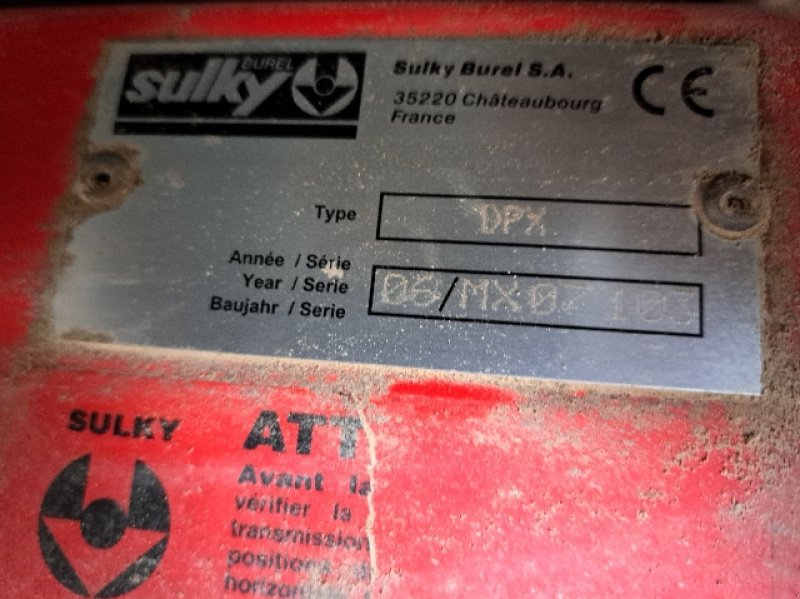 BUREL
sulky
Sulky Burel S.A.
35220 Châteaubourg
France
CE
Type DPX
Année / Série
Year / Serie 06/MX07
Baujahr / Serie
SULKY
ATT
Avant la
vérifier la
transmission
positions